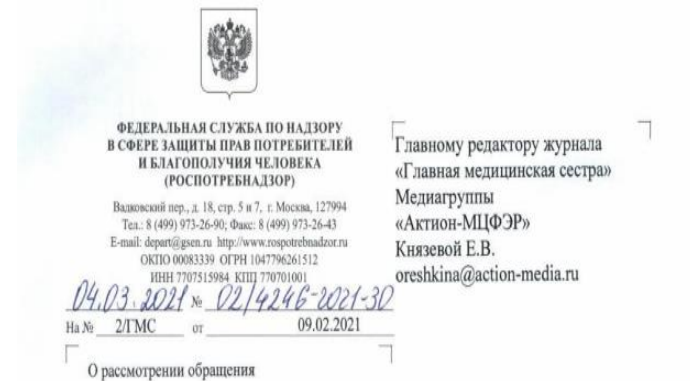 ФЕДЕРАЛЬНАЯ СЛУЖБА ПО НАДЗОРУ
В СФЕРЕ ЗАЩИТЫ ПРАВ ПОТРЕБИТЕЛЕЙ
И БЛАГОПОЛУЧИЯ ЧЕЛОВЕКА
(РОСПОТРЕБНАДЗОР)
Вадковский пер., д. 18, стр. 5 и 7, г. Москва, 127994
Тел.: 8 (499) 973-26-90; Факс: 8 (499) 973-26-43
E-mail: depart@gsen.ru http://www.rospotrebnadzor.ru
ОКПО 00083339 ОГРН 1047796261512
ИНН 7707515984 КПП 770701001
04.03.2021 № 02/4246-2021-30
На № 2/ГМС от 09.02.2021
О рассмотрении обращения
Главному редактору журнала
«Главная медицинская сестра»
Медиагруппы
«Актион-МЦФЭР»
Князевой Е.В.
oreshkina@action-media.ru